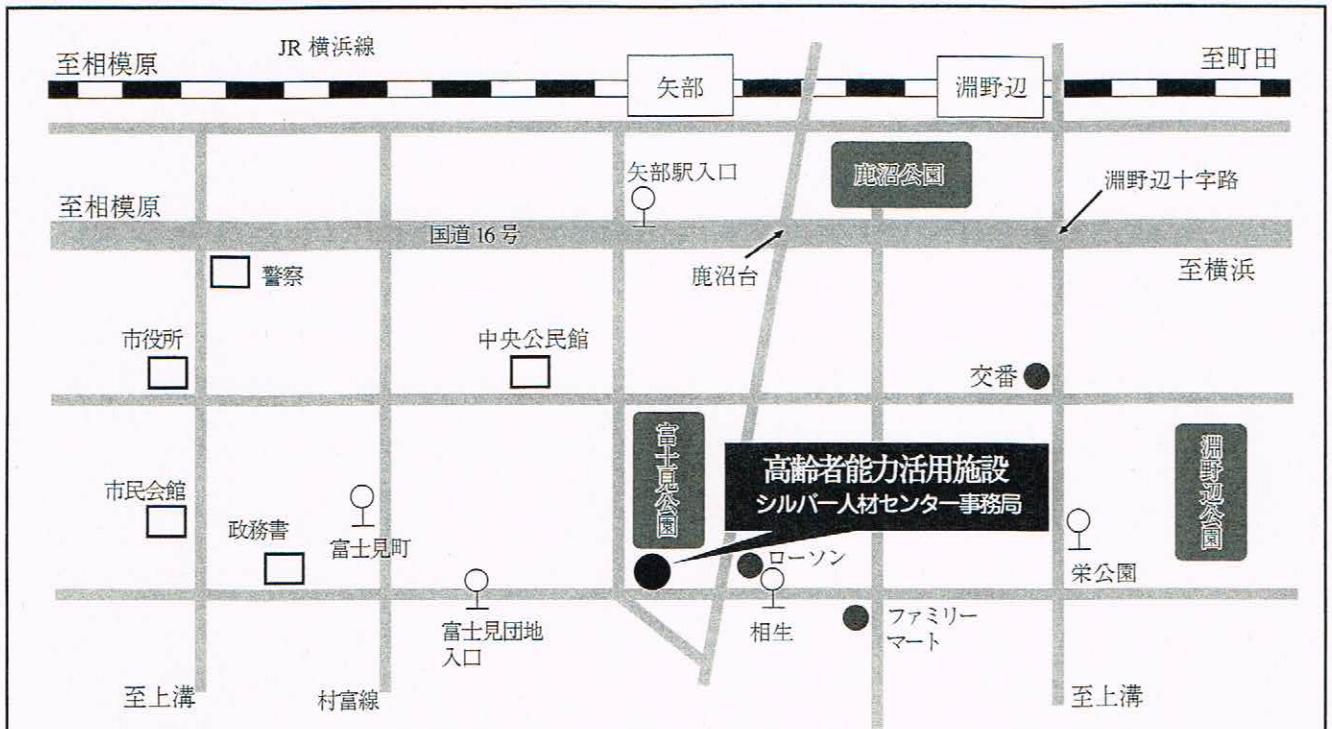 JR 横浜線
至相模原
至町田
矢部
淵野辺
矢部駅入口
鹿沼公園
淵野辺十字路
至相模原
国道 16 号
鹿沼台
至横浜
警察
市役所
中央公民館
交番
富士見公園
高齢者能力活用施設
シルバー人材センター事務局
淵野辺公園
市民会館
政務書
富士見町
ローソン
栄公園
富士見団地
入口
相生
ファミリー
マート
至上溝
村富線
至上溝